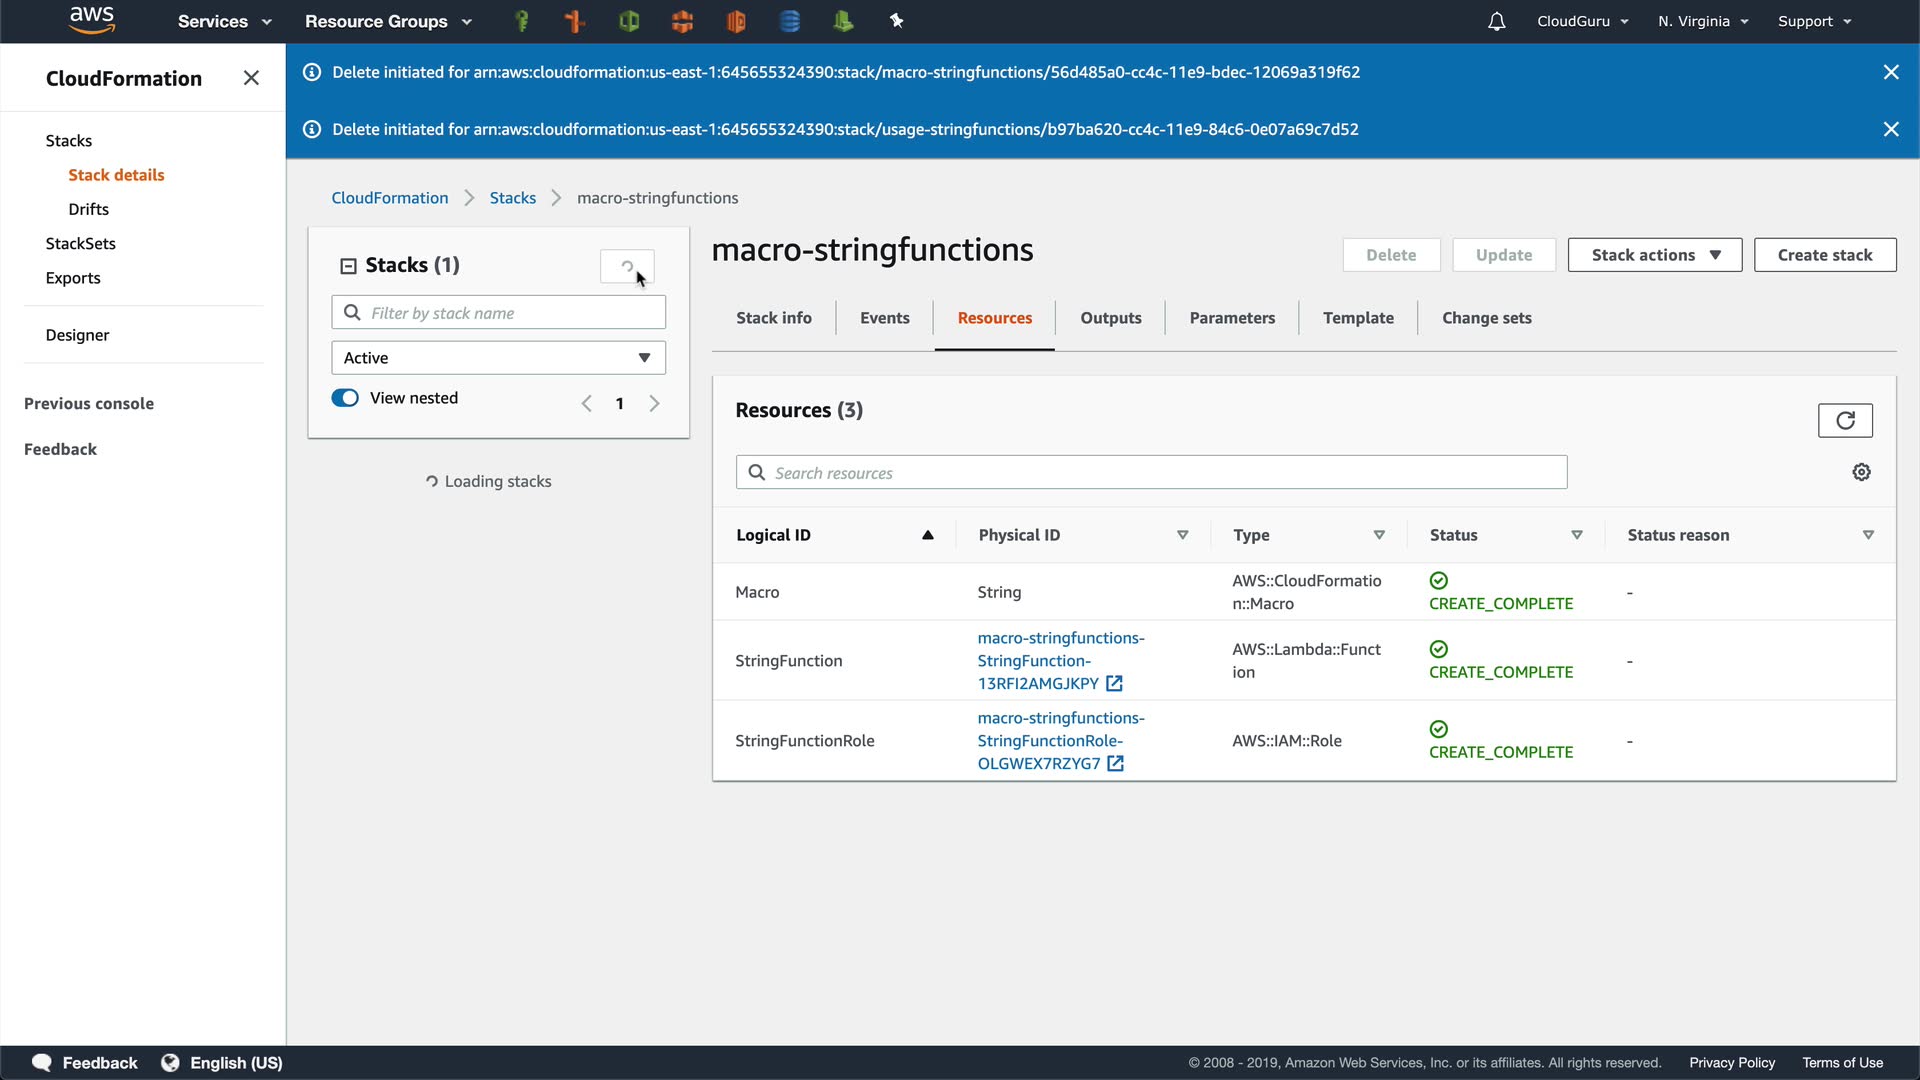 aws
Services
Resource Groups
CloudGuru
N. Virginia
Support
CloudFormation
Stacks
Stack details
Drifts
StackSets
Exports
Designer
Previous console
Feedback
Delete initiated for arn:aws:cloudformation:us-east-1:645655324390:stack/macro-stringfunctions/56d485a0-cc4c-11e9-bdec-12069a319f62
Delete initiated for arn:aws:cloudformation:us-east-1:645655324390:stack/usage-stringfunctions/b97ba620-cc4c-11e9-84c6-0e07a69c7d52
CloudFormation
Stacks
macro-stringfunctions
Stacks (1)
Filter by stack name
Active
View nested
1
Loading stacks
macro-stringfunctions
Delete
Update
Stack actions
Create stack
Stack info
Events
Resources
Outputs
Parameters
Template
Change sets
Resources (3)
Search resources
Logical ID
Physical ID
Type
Status
Status reason
Macro
String
AWS::CloudFormatio
n::Macro
CREATE_COMPLETE
-
StringFunction
macro-stringfunctions-
StringFunction-
13RFI2AMGJKPY
AWS::Lambda::Funct
ion
CREATE_COMPLETE
-
StringFunctionRole
macro-stringfunctions-
StringFunctionRole-
OLGWEX7RZYG7
AWS::IAM::Role
CREATE_COMPLETE
-
Feedback
English (US)
© 2008 - 2019, Amazon Web Services, Inc. or its affiliates. All rights reserved.
Privacy Policy
Terms of Use